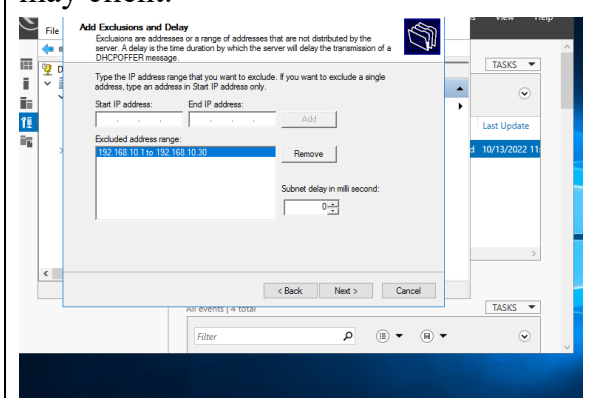 may client.
File
View Help
Add Exclusions and Delay
Exclusions are addresses or a range of addresses that are not distributed by the
server. A delay is the time duration by which the server will delay the transmission of a
DHCPOFFER message.
Type the IP address range that you want to exclude. If you want to exclude a single
address, type an address in Start IP address only.
Start IP address: End IP address:
Add
Excluded address range:
192.168.10.1 to 192.168.10.30
Remove
Subnet delay in milli second:
0
< Back Next > Cancel
TASKS
Last Update
10/13/2022 11:
All events | 4 total
TASKS
Filter